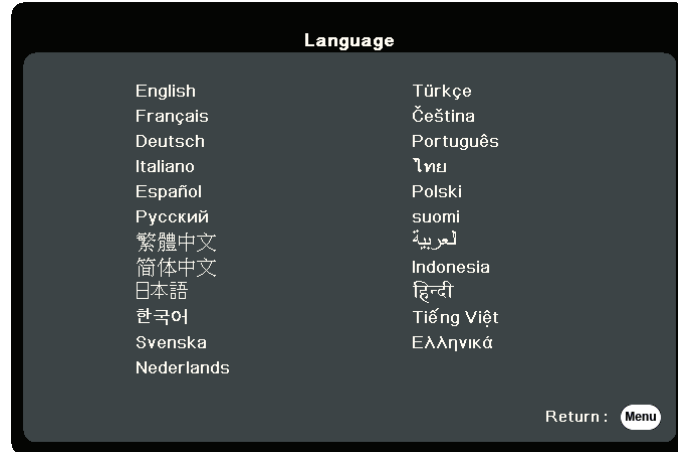 Language
English
Français
Deutsch
Italiano
Español
Русский
繁體中文
简体中文
日本語
한국어
Svenska
Nederlands
Türkçe
Čeština
Português
ไทย
Polski
suomi
العربية
Indonesia
हिन्दी
Tiếng Việt
Ελληνικά
Return: Menu